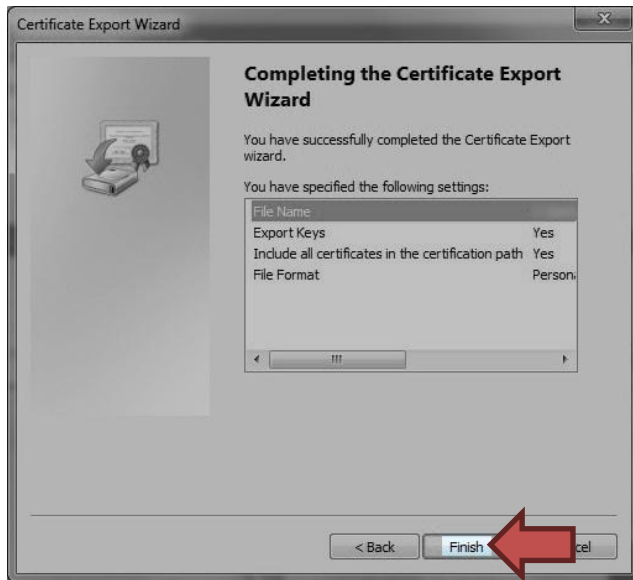 Certificate Export Wizard
Completing the Certificate Export
Wizard
You have successfully completed the Certificate Export
wizard.
You have specified the following settings:
File Name
Export Keys Yes
Include all certificates in the certification path Yes
File Format
< Back Finish